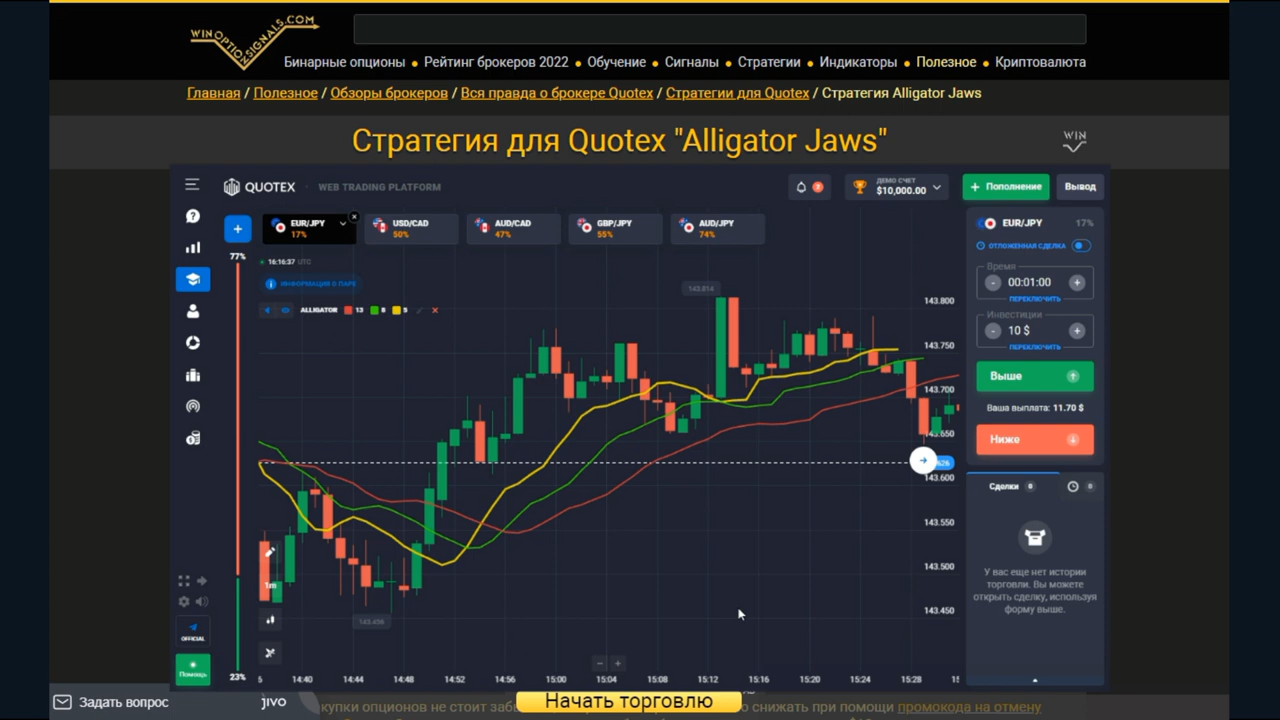 WINOPTIONSIGNALS.COM
Бинарные опционы • Рейтинг брокеров 2022 • Обучение • Сигналы • Стратегии • Индикаторы • Полезное • Криптовалюта
Главная / Полезное / Обзоры брокеров / Вся правда о брокере Quotex / Стратегии для Quotex / Стратегия Alligator Jaws
Стратегия для Quotex "Alligator Jaws"
WIN
QUOTEX · WEB TRADING PLATFORM
2
ДЕМО СЧЕТ
$10,000.00
+ Пополнение
Вывод
+
EUR/JPY
17%
USD/CAD
50%
AUD/CAD
47%
GBP/JPY
55%
AUD/JPY
74%
77%
16:16:37 UTC
ИНФОРМАЦИЯ О ПАРЕ
ALLIGATOR 13 8 5
143.814
143.800
143.750
143.700
143.650
143.600
143.550
143.500
143.450
143.456
1m
14:40 14:44 14:48 14:52 14:56 15:00 15:04 15:08 15:12 15:16 15:20 15:24 15:28
23%
OFFICIAL
Помощь
EUR/JPY 17%
ОТЛОЖЕННАЯ СДЕЛКА
Время
- 00:01:00 +
ПЕРЕКЛЮЧИТЬ
Инвестиции
- 10 $ +
ПЕРЕКЛЮЧИТЬ
Выше
Ваша выплата: 11.70 $
Ниже
Сделки 0 0
У вас еще нет истории
торговли. Вы можете
открыть сделку, используя
форму выше.
Задать вопрос jivo
Начать торговлю
опционов не стоит
снижать при помощи промокода на отмену